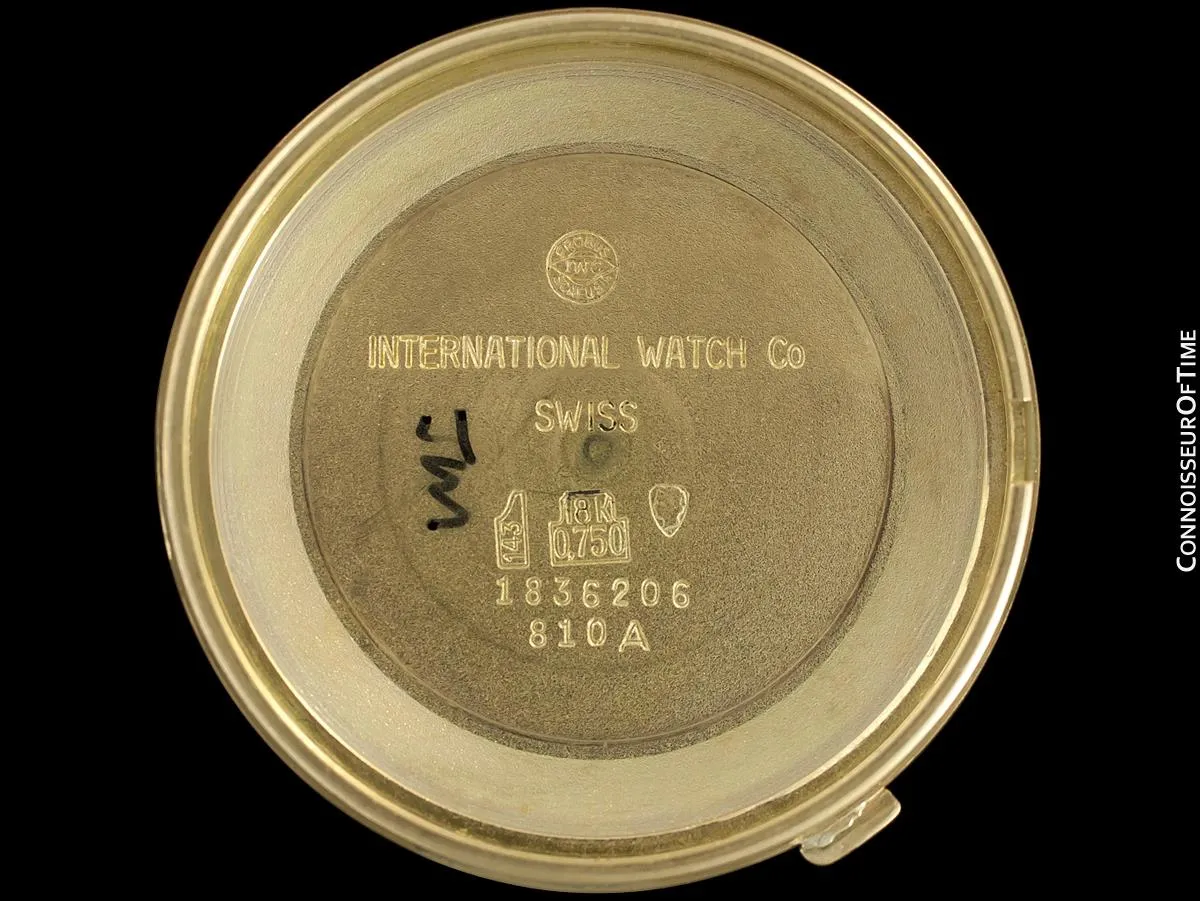 PROBUS
IWC
SCAFUSIA
INTERNATIONAL WATCH Co
SWISS
143
18K
0,750
1836206
810A
CONNOISSEUROFTIME